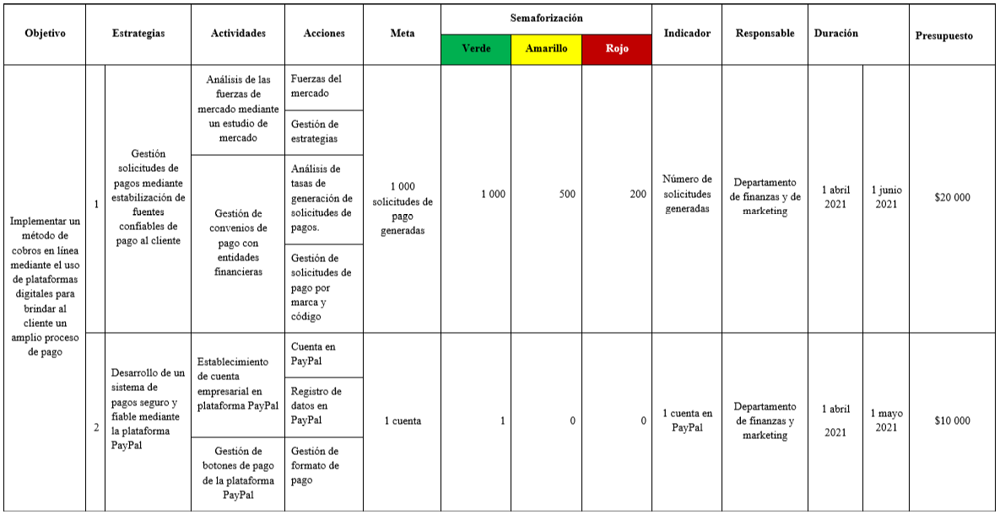 Objetivo
Estrategias
Actividades
Acciones
Meta
Semaforización
Verde
Amarillo
Rojo
Indicador
Responsable
Duración
Presupuesto
Implementar un
método de
cobros en línea
mediante el uso
de plataformas
digitales para
brindar al
cliente un
amplio proceso
de pago
1
Gestión
solicitudes de
pagos mediante
estabilización de
fuentes
confiables de
pago al cliente
Análisis de las
fuerzas de
mercado mediante
un estudio de
mercado
Fuerzas del
mercado
Gestión de
estrategias
Gestión de
convenios de
pago con
entidades
financieras
Análisis de
tasas de
generación de
solicitudes de
pagos.
Gestión de
solicitudes de
pago por
marca y
código
1 000
solicitudes de
pago
generadas
1 000
500
200
Número de
solicitudes
generadas
Departamento
de finanzas y de
marketing
1 abril
2021
1 junio
2021
$20 000
2
Desarrollo de un
sistema de
pagos seguro y
fiable mediante
la plataforma
PayPal
Establecimiento
de cuenta
empresarial en
plataforma PayPal
Cuenta en
PayPal
Registro de
datos en
PayPal
Gestión de
botones de pago
de la plataforma
PayPal
Gestión de
formato de
pago
1 cuenta
1
0
0
1 cuenta en
PayPal
Departamento
de finanzas y
marketing
1 abril
2021
1 mayo
2021
$10 000